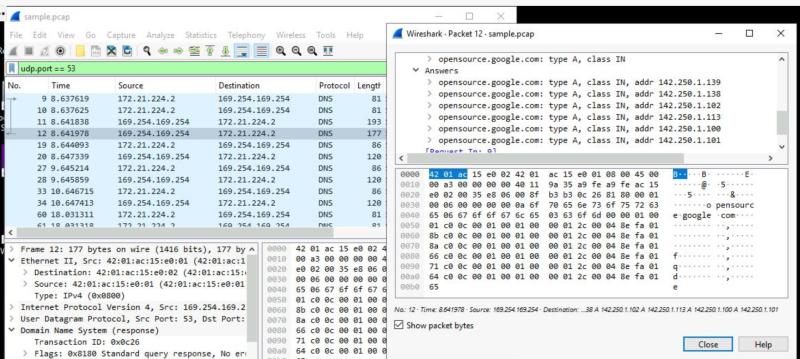 sample.pcap
File Edit View Go Capture Analyze Statistics Telephony Wireless Tools Help
udp.port == 53
No. Time Source Destination Protocol Length
9 8.637619 172.21.224.2 169.254.169.254 DNS 81
10 8.637625 172.21.224.2 169.254.169.254 DNS 81
11 8.641838 169.254.169.254 172.21.224.2 DNS 193
12 8.641978 169.254.169.254 172.21.224.2 DNS 177
19 8.644093 172.21.224.2 169.254.169.254 DNS 86
20 8.647339 169.254.169.254 172.21.224.2 DNS 120
27 9.645214 172.21.224.2 169.254.169.254 DNS 86
28 9.645859 169.254.169.254 172.21.224.2 DNS 120
33 10.646715 172.21.224.2 169.254.169.254 DNS 86
34 10.647413 169.254.169.254 172.21.224.2 DNS 120
60 18.031311 172.21.224.2 169.254.169.254 DNS 81
Frame 12: 177 bytes on wire (1416 bits), 177 by
Ethernet II, Src: 42:01:ac:15:e0:01 (42:01:ac:1
Destination: 42:01:ac:15:e0:02 (42:01:ac:15:
Source: 42:01:ac:15:e0:01 (42:01:ac:15:e0:01
Type: IPv4 (0x0800)
Internet Protocol Version 4, Src: 169.254.169.2
User Datagram Protocol, Src Port: 53, Dst Port:
Domain Name System (response)
Transaction ID: 0x0c26
Flags: 0x8180 Standard query response, No err
0000 42 01 ac 15 e0 02 4
00 a3 00 00 00 00 4
e0 02 00 35 e8 06 0
00 06 00 00 00 00 0
65 06 67 6f 6f 67 6
01 c0 0c 00 01 00 0
8b c0 0c 00 01 00 0
8a c0 0c 00 01 00 0
66 c0 0c 00 01 00 0
71 c0 0c 00 01 00 0
64 c0 0c 00 01 00 0
Wireshark · Packet 12 · sample.pcap
opensource.google.com: type A, class IN
Answers
opensource.google.com: type A, class IN, addr 142.250.1.139
opensource.google.com: type A, class IN, addr 142.250.1.138
opensource.google.com: type A, class IN, addr 142.250.1.102
opensource.google.com: type A, class IN, addr 142.250.1.113
opensource.google.com: type A, class IN, addr 142.250.1.100
opensource.google.com: type A, class IN, addr 142.250.1.101
[Request In: 9]
0000 42 01 ac 15 e0 02 42 01 ac 15 e0 01 08 00 45 00 B·····B· ······E·
0010 00 a3 00 00 00 00 40 11 9a 35 a9 fe a9 fe ac 15 ······@· ·5······
0020 e0 02 00 35 e8 06 00 8f b3 b3 0c 26 81 80 00 01 ···5···· ···&····
0030 00 06 00 00 00 00 0a 6f 70 65 6e 73 6f 75 72 63 ·······o pensourc
0040 65 06 67 6f 6f 67 6c 65 03 63 6f 6d 00 00 01 00 e·google ·com····
0050 01 c0 0c 00 01 00 01 00 00 01 2c 00 04 8e fa 01
0060 8b c0 0c 00 01 00 01 00 00 01 2c 00 04 8e fa 01
0070 8a c0 0c 00 01 00 01 00 00 01 2c 00 04 8e fa 01
0080 66 c0 0c 00 01 00 01 00 00 01 2c 00 04 8e fa 01 f
0090 71 c0 0c 00 01 00 01 00 00 01 2c 00 04 8e fa 01 q
00a0 64 c0 0c 00 01 00 01 00 00 01 2c 00 04 8e fa 01 d
00b0 65 e
No.: 12 · Time: 8.641978 · Source: 169.254.169.254 · Destination: ...38 A 142.250.1.102 A 142.250.1.113 A 142.250.1.100 A 142.250.1.101
Show packet bytes
Close Help